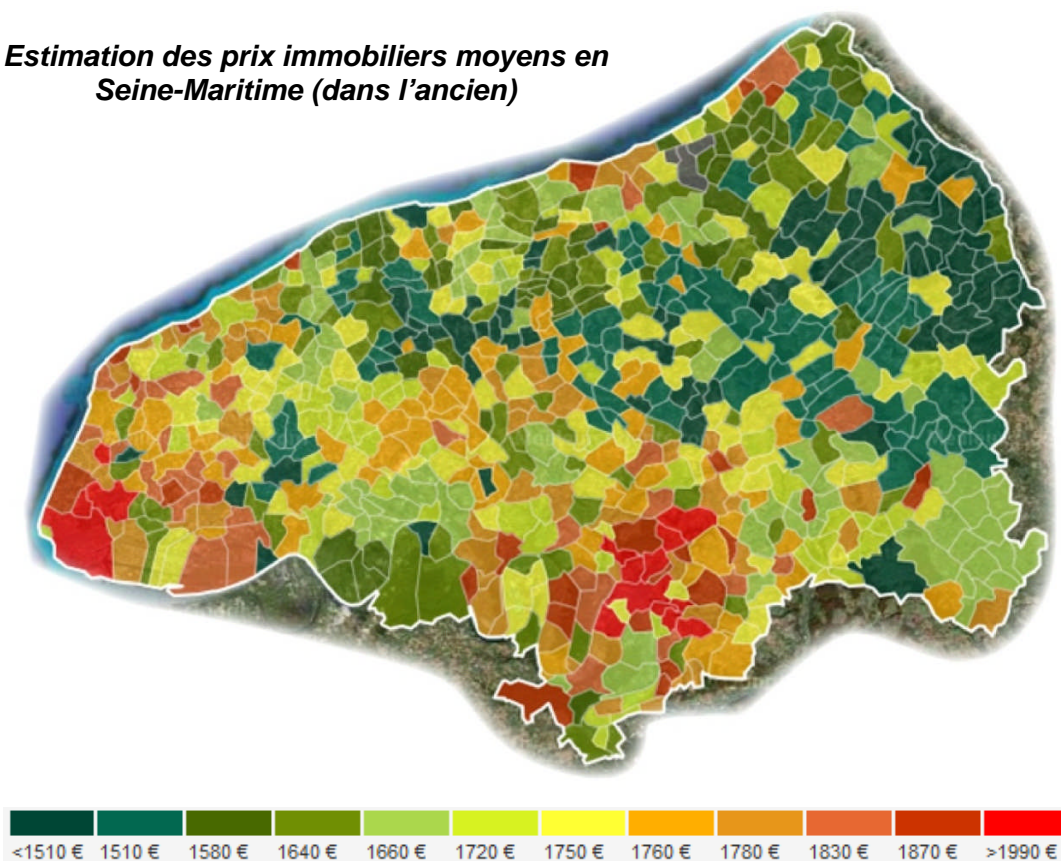 Estimation des prix immobiliers moyens en
Seine-Maritime (dans l'ancien)
<1510 € 1510 € 1580 € 1640 € 1660 € 1720 € 1750 € 1760 € 1780 € 1830 € 1870 € >1990 €